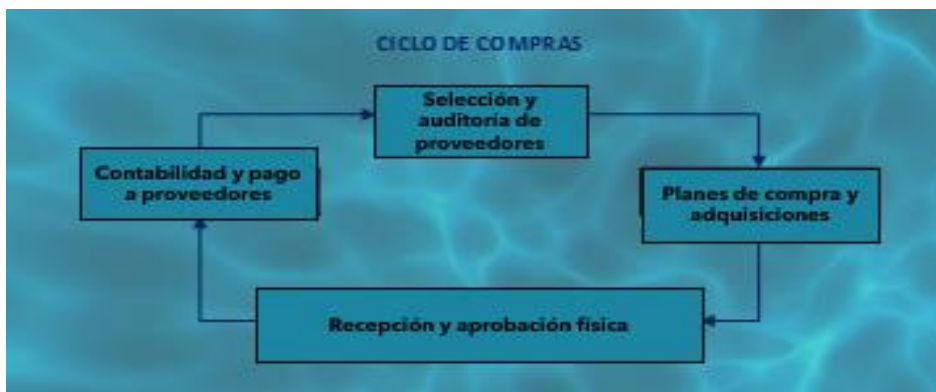 CICLO DE COMPRAS
Selección y
auditoría de
proveedores
Contabilidad y pago
a proveedores
Planes de compra y
adquisiciones
Recepción y aprobación física